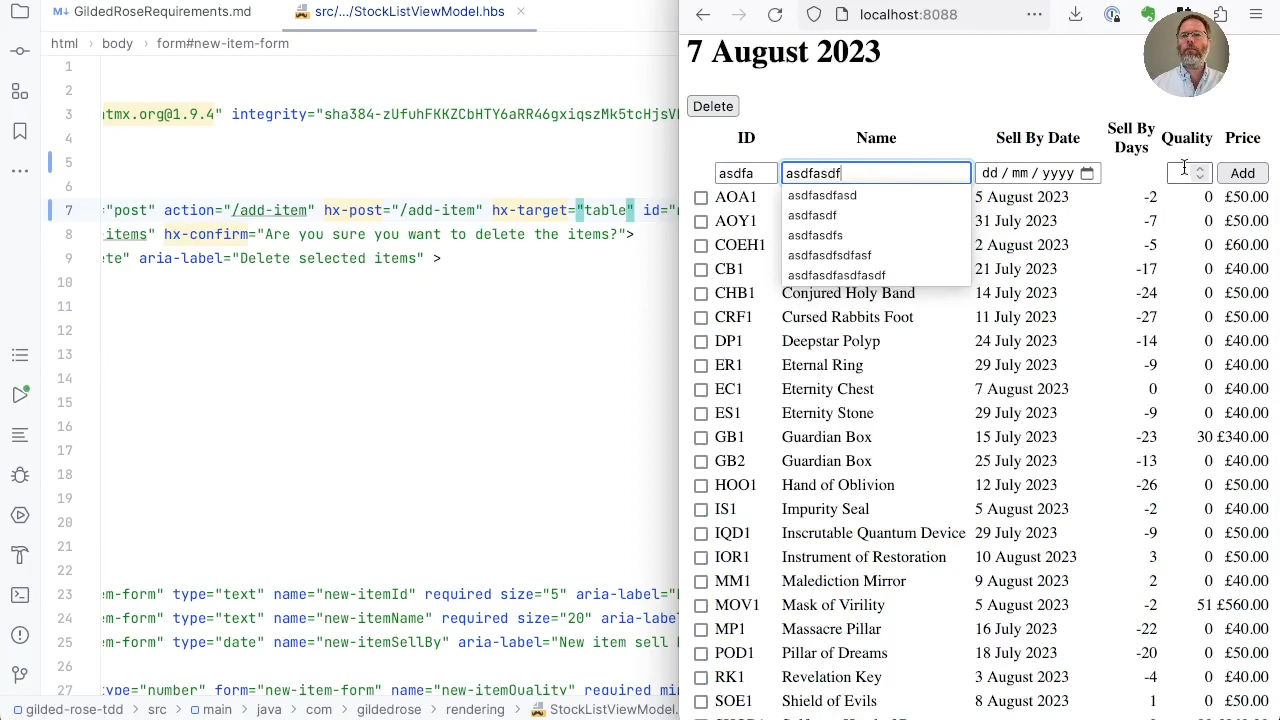 GildedRoseRequirements.md
src/.../StockListViewModel.hbs
localhost:8088
html > body > form#new-item-form
7 August 2023
Delete
ID Name Sell By Date Sell By Days Quality Price
asdfa asdfasdf dd / mm / yyyy Add
asdfasdfasd
asdfasdf
asdfasdfs
asdfasdfsdfasf
asdfasdfasdfasdf
AOA1 5 August 2023 -2 0 £50.00
AOY1 31 July 2023 -7 0 £50.00
COEH1 2 August 2023 -5 0 £60.00
CB1 21 July 2023 -17 0 £40.00
CHB1 Conjured Holy Band 14 July 2023 -24 0 £50.00
CRF1 Cursed Rabbits Foot 11 July 2023 -27 0 £50.00
DP1 Deepstar Polyp 24 July 2023 -14 0 £40.00
ER1 Eternal Ring 29 July 2023 -9 0 £40.00
EC1 Eternity Chest 7 August 2023 0 0 £40.00
ES1 Eternity Stone 29 July 2023 -9 0 £40.00
GB1 Guardian Box 15 July 2023 -23 30 £340.00
GB2 Guardian Box 25 July 2023 -13 0 £40.00
HOO1 Hand of Oblivion 12 July 2023 -26 0 £50.00
IS1 Impurity Seal 5 August 2023 -2 0 £40.00
IQD1 Inscrutable Quantum Device 29 July 2023 -9 0 £50.00
IOR1 Instrument of Restoration 10 August 2023 3 0 £50.00
MM1 Malediction Mirror 9 August 2023 2 0 £40.00
MOV1 Mask of Virility 5 August 2023 -2 51 £560.00
MP1 Massacre Pillar 16 July 2023 -22 0 £40.00
POD1 Pillar of Dreams 18 July 2023 -20 0 £50.00
RK1 Revelation Key 3 August 2023 -4 0 £40.00
SOE1 Shield of Evils 8 August 2023 1 0 £50.00
1
2
3 tmx.org@1.9.4" integrity="sha384-zUfuhFKKZCbHTY6aRR46gxiqszMk5tcHjsV
4
5
6
7 ="post" action="/add-item" hx-post="/add-item" hx-target="table" id="
8 items" hx-confirm="Are you sure you want to delete the items?">
9 ete" aria-label="Delete selected items" >
10
11
12
13
14
15
16
17
18
19
20
21
22
23 em-form" type="text" name="new-itemId" required size="5" aria-label="
24 em-form" type="text" name="new-itemName" required size="20" aria-lab
25 em-form" type="date" name="new-itemSellBy" aria-label="New item sell
26
27 type="number" form="new-item-form" name="new-itemQuality" required mi
gilded-rose-tdd > src > main > java > com > gildedrose > rendering > StockListViewModel.